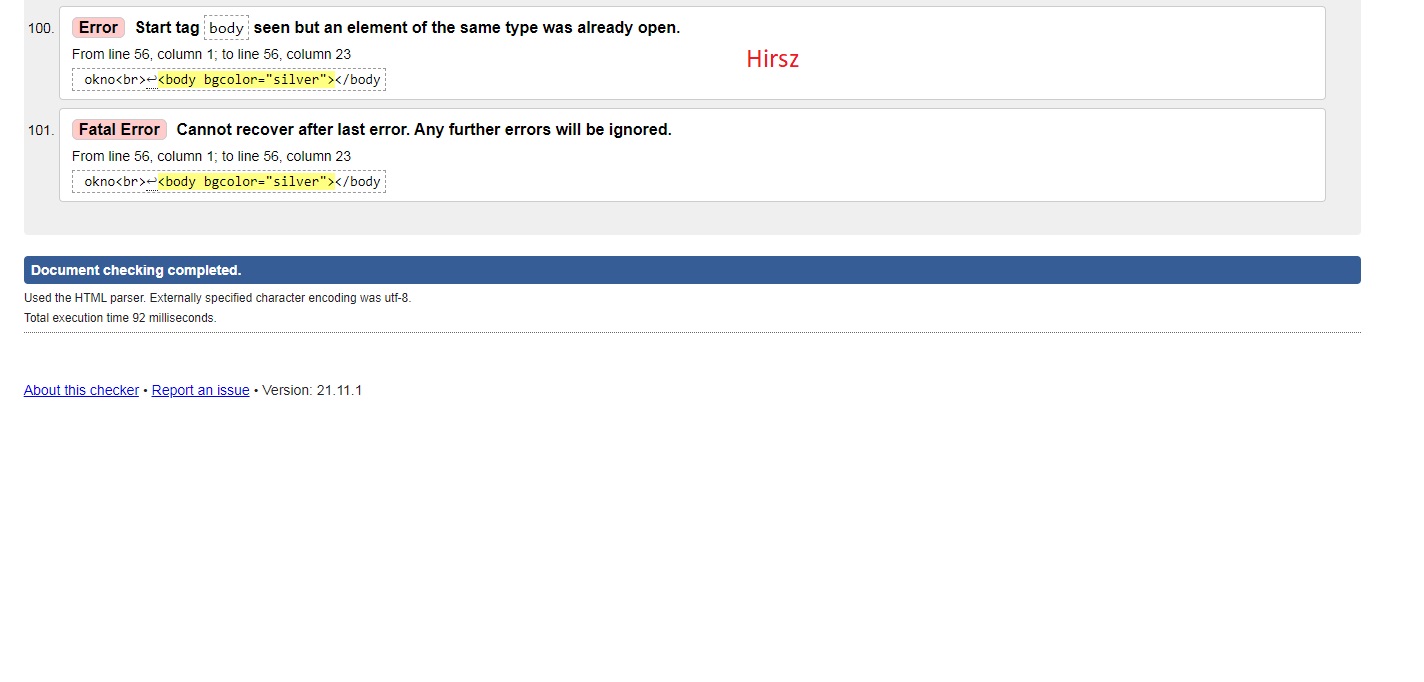 100. Error Start tag body seen but an element of the same type was already open.
From line 56, column 1; to line 56, column 23
Hirsz
okno<br>↩<body bgcolor="silver"></body
101. Fatal Error Cannot recover after last error. Any further errors will be ignored.
From line 56, column 1; to line 56, column 23
okno<br>↩<body bgcolor="silver"></body
Document checking completed.
Used the HTML parser. Externally specified character encoding was utf-8.
Total execution time 92 milliseconds.
About this checker • Report an issue • Version: 21.11.1